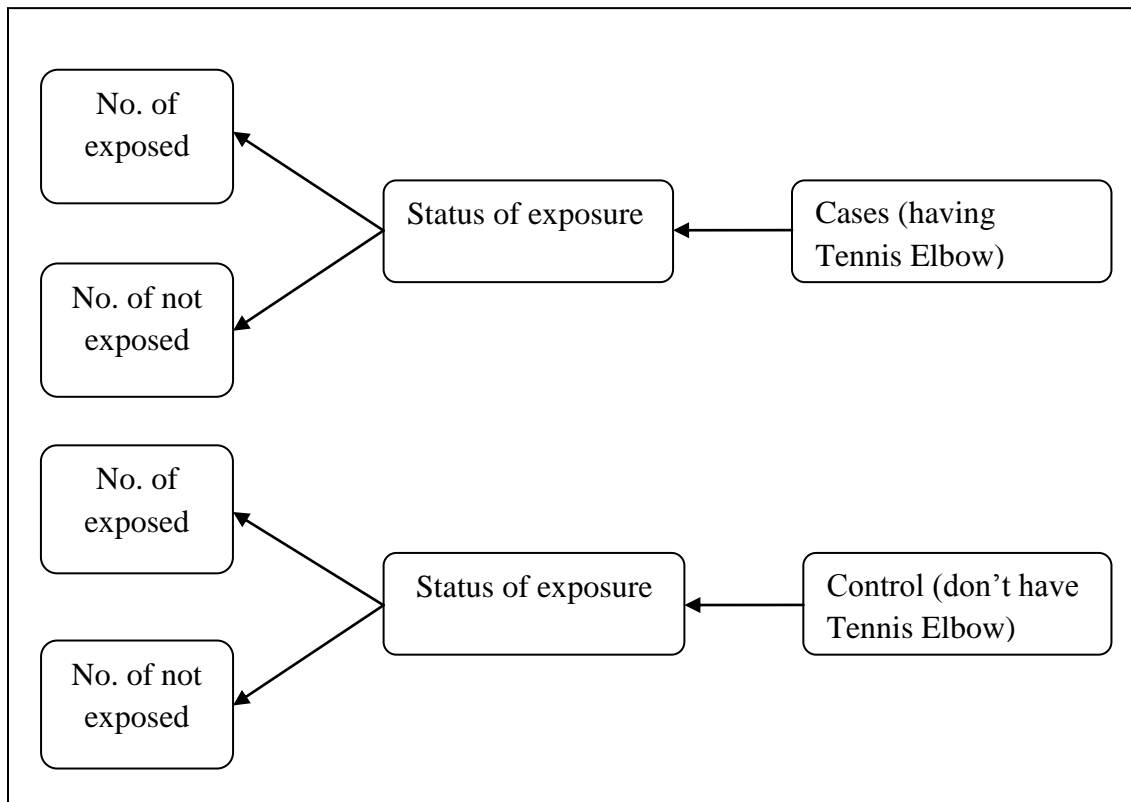 No. of
exposed
Status of exposure
Cases (having
Tennis Elbow)
No. of not
exposed
No. of
exposed
Status of exposure
Control (don’t have
Tennis Elbow)
No. of not
exposed